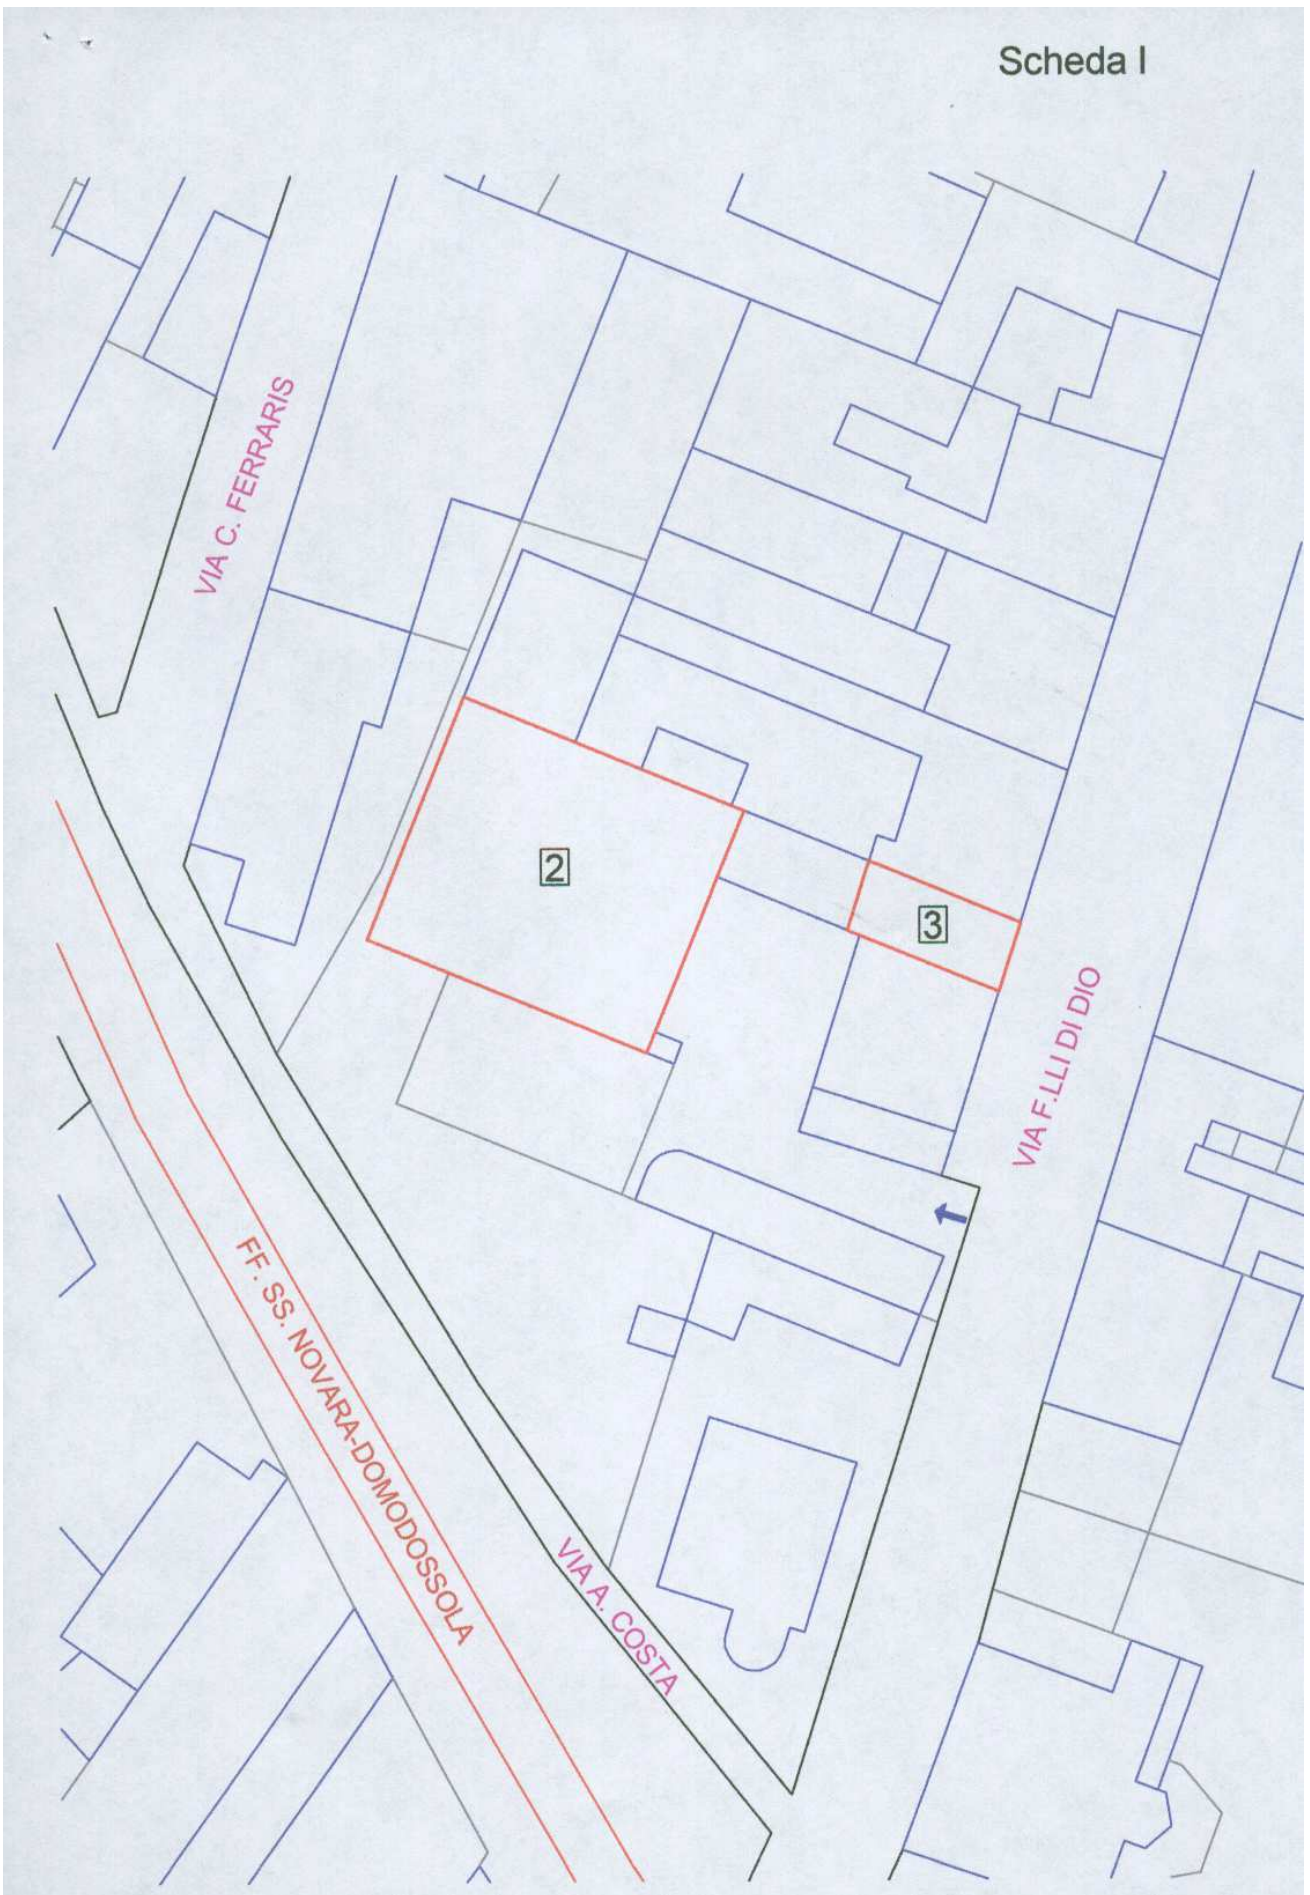 Scheda I
VIA C. FERRARIS
2
3
VIA F.LLI DI DIO
FF. SS. NOVARA-DOMODOSSOLA
VIA A. COSTA